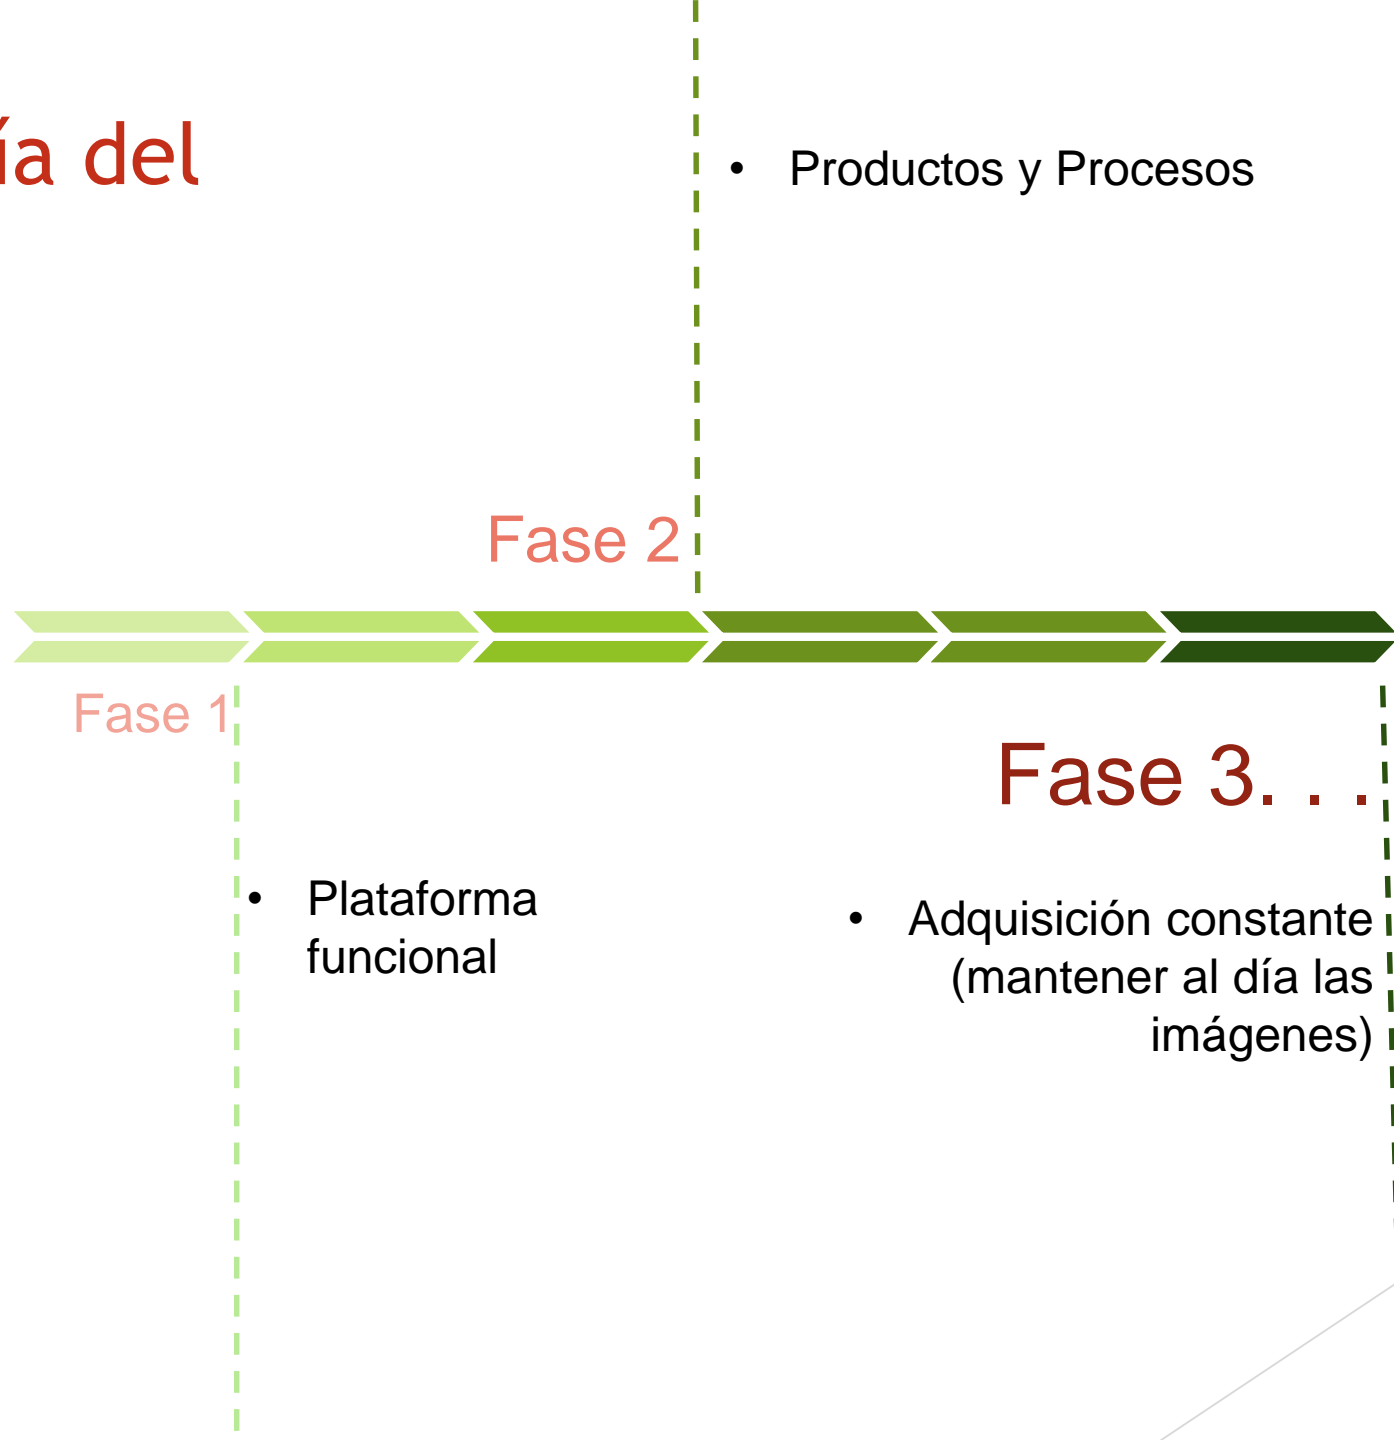 ía del
• Productos y Procesos
Fase 2
Fase 1
Fase 3. . .
• Plataforma
funcional
• Adquisición constante
(mantener al día las
imágenes)